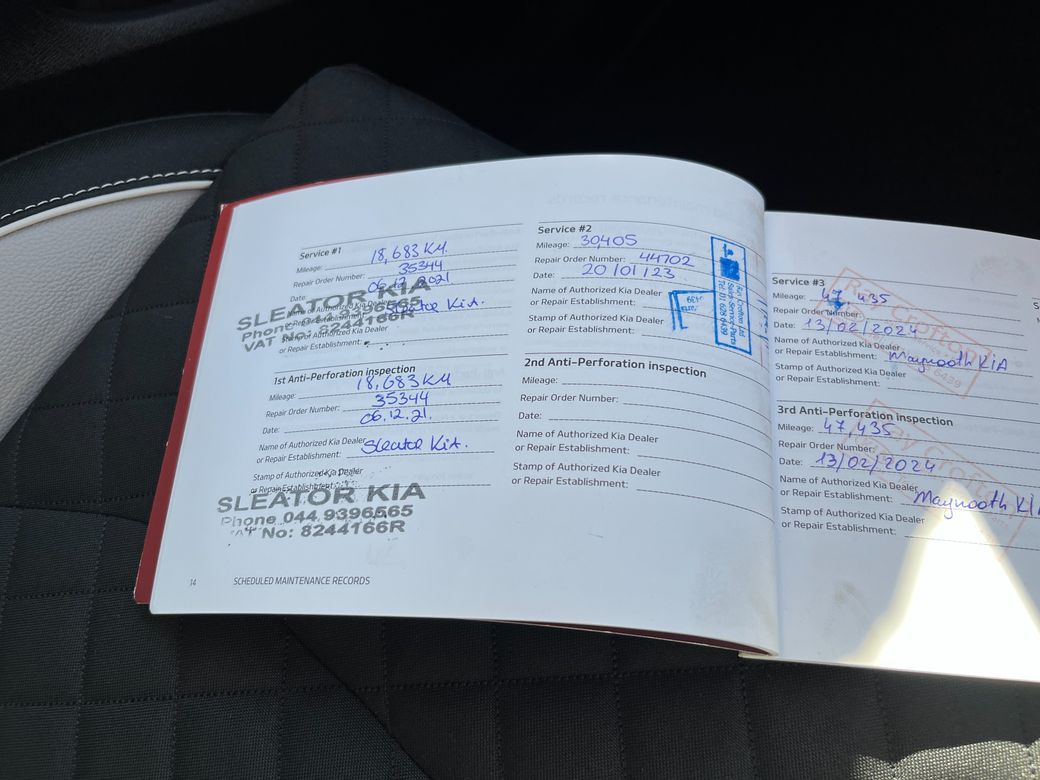 Service #1
Mileage: 18,683 KM.
Repair Order Number: 35344
Date 06.12.2021
Name of Authorized Kia Dealer Sleator KiA.
or Repair Establishment:
SLEATOR KIA
Phone 044 9396565
VAT No: 8244166R
Stamp of Authorized Kia Dealer
or Repair Establishment:
1st Anti-Perforation inspection
Mileage: 18,683 KM
Repair Order Number: 35344
Date: 06.12.21.
Name of Authorized Kia Dealer
or Repair Establishment: Sleator KiA.
Stamp of Authorized Kia Dealer
or Repair Establishment:
SLEATOR KIA
Phone 044 9396565
VAT No: 8244166R
14 SCHEDULED MAINTENANCE RECORDS
Service #2
Mileage: 30,405
Repair Order Number: 44702
Date: 20/01/23
Name of Authorized Kia Dealer
or Repair Establishment:
Stamp of Authorized Kia Dealer
or Repair Establishment:
Tel: 01 628 6439
2nd Anti-Perforation inspection
Mileage:
Repair Order Number:
Date:
Name of Authorized Kia Dealer
or Repair Establishment:
Stamp of Authorized Kia Dealer
or Repair Establishment:
Service #3
Mileage: 47,435
Repair Order Number
Date: 13/02/2024
Name of Authorized Kia Dealer
or Repair Establishment: Maynooth KiA
Stamp of Authorized Kia Dealer
or Repair Establishment:
Ray Crofton
3rd Anti-Perforation inspection
Mileage: 47,435
Repair Order Number:
Date: 13/02/2024
Name of Authorized Kia Dealer
or Repair Establishment: Maynooth
Stamp of Authorized Kia Dealer
or Repair Establishment: